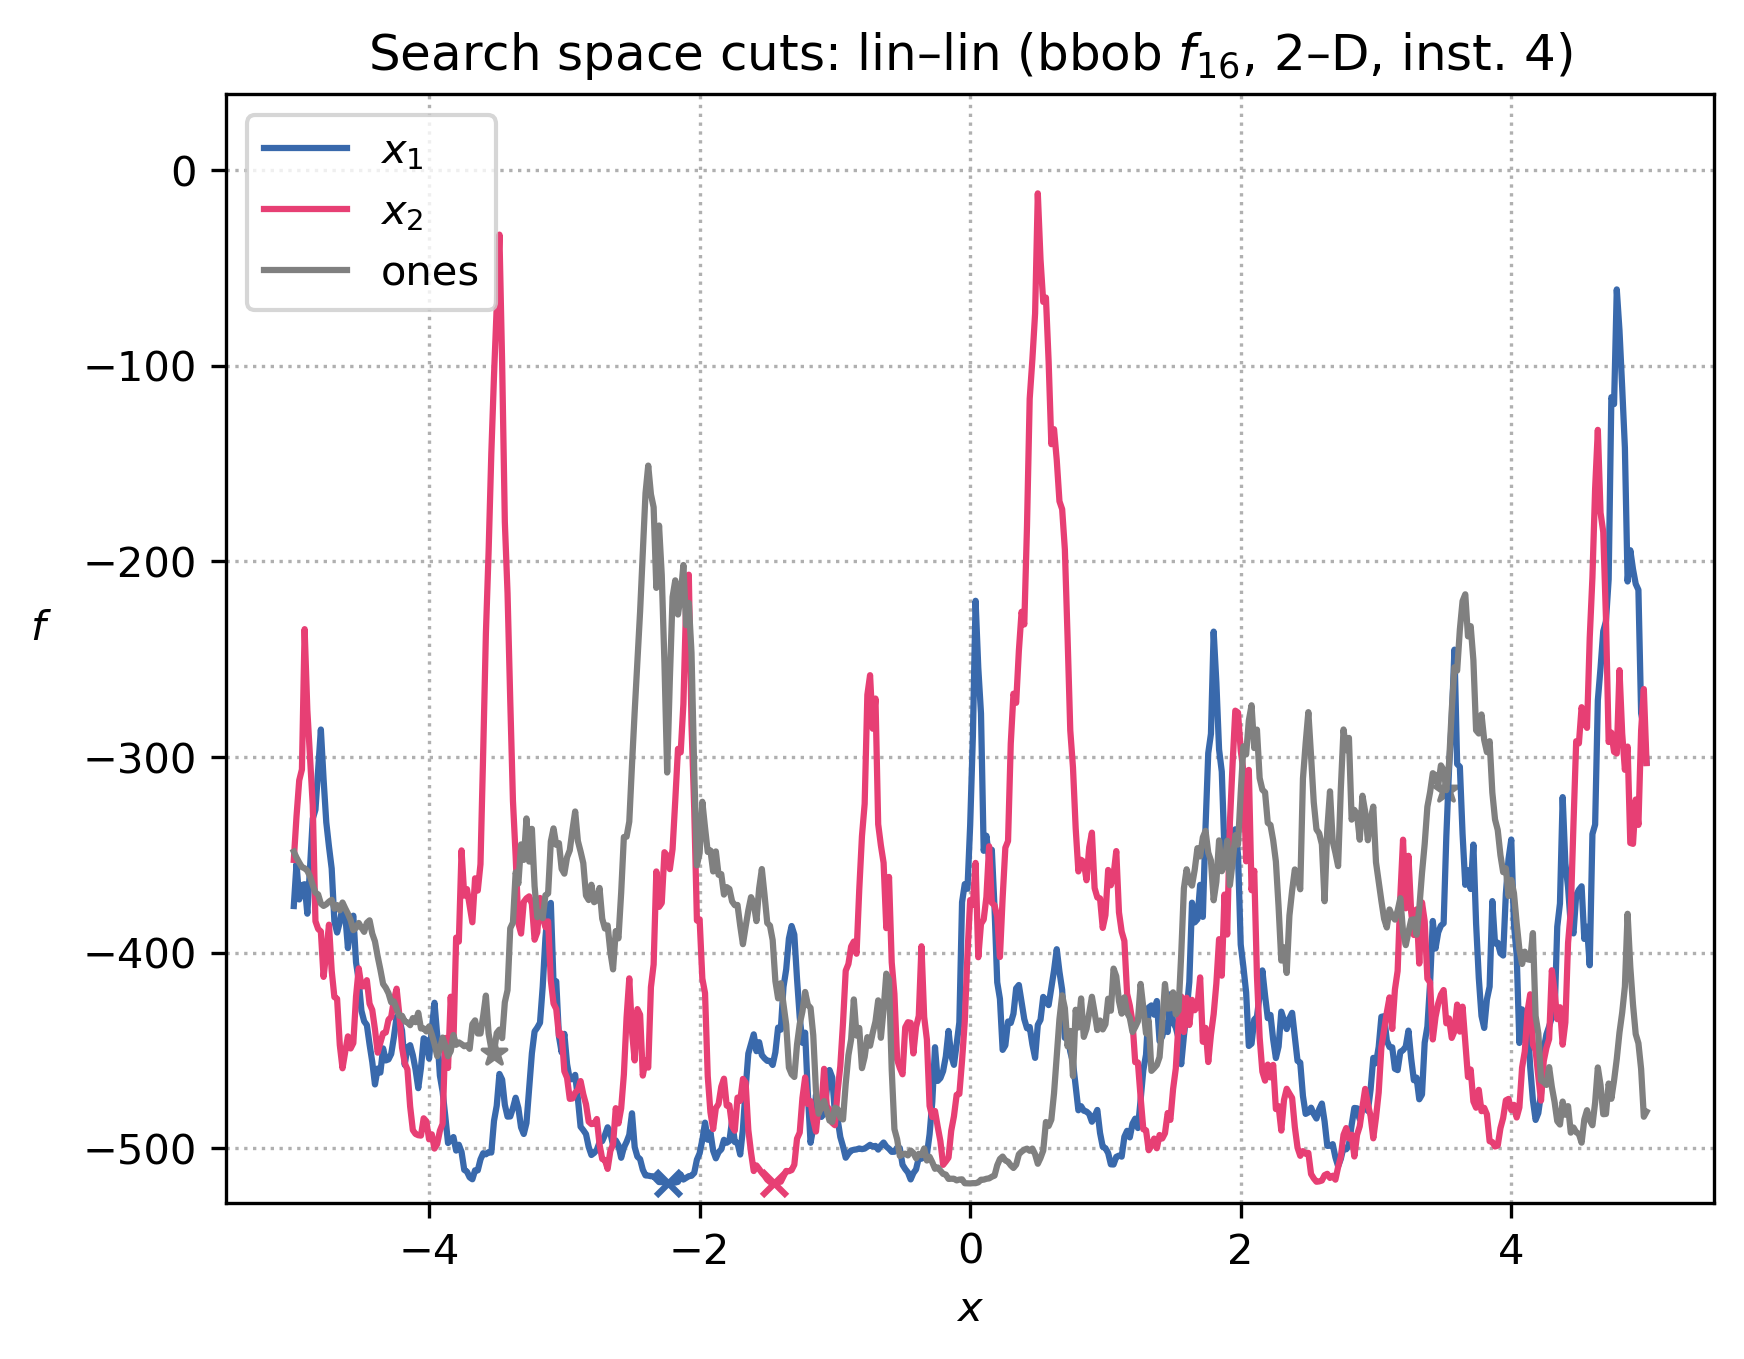 Search space cuts: lin–lin (bbob f₁₆, 2–D, inst. 4)
x₁
x₂
ones
0
−100
−200
−300
−400
−500
f
−4
−2
0
2
4
x